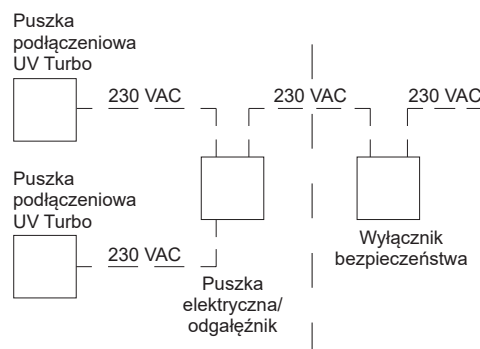 Puszka
podłączeniowa
UV Turbo
230 VAC
230 VAC
230 VAC
Puszka
podłączeniowa
UV Turbo
230 VAC
Puszka
elektryczna/
odgałęźnik
Wyłącznik
bezpieczeństwa